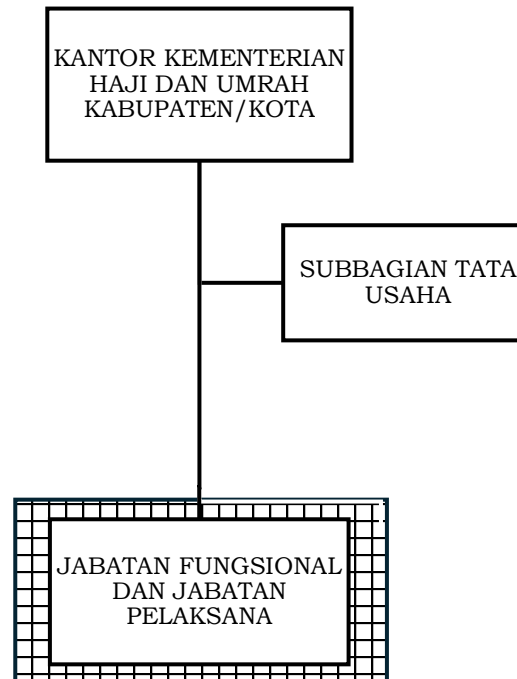 KANTOR KEMENTERIAN
HAJI DAN UMRAH
KABUPATEN/KOTA
SUBBAGIAN TATA
USAHA
JABATAN FUNGSIONAL
DAN JABATAN
PELAKSANA